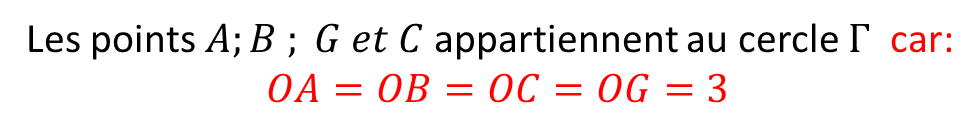 Les points A; B ; G et C appartiennent au cercle Γ car:
OA = OB = OC = OG = 3